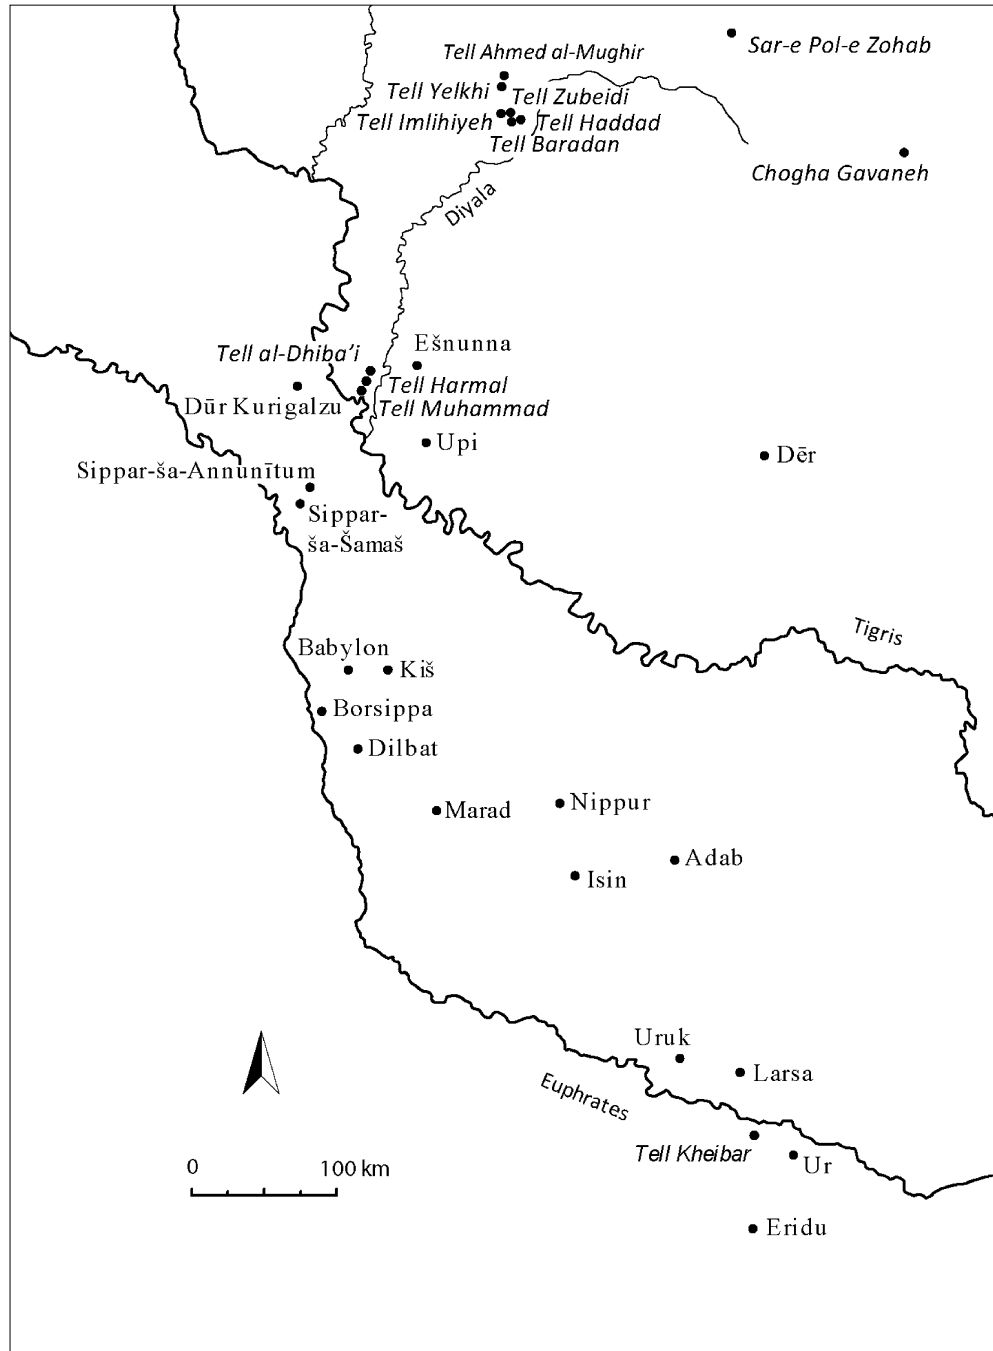 Sar-e Pol-e Zohab
Tell Ahmed al-Mughir
Tell Yelkhi
Tell Zubeidi
Tell Imlihiyeh
Tell Haddad
Tell Baradan
Chogha Gavaneh
Diyala
Ešnunna
Tell al-Dhiba’i
Tell Harmal
Dūr Kurigalzu
Tell Muhammad
Upi
Dēr
Sippar-ša-Annunītum
Sippar-
ša-Šamaš
Tigris
Babylon
Kiš
Borsippa
Dilbat
Nippur
Marad
Adab
Isin
Uruk
Larsa
Euphrates
Tell Kheibar
Ur
0 100 km
Eridu